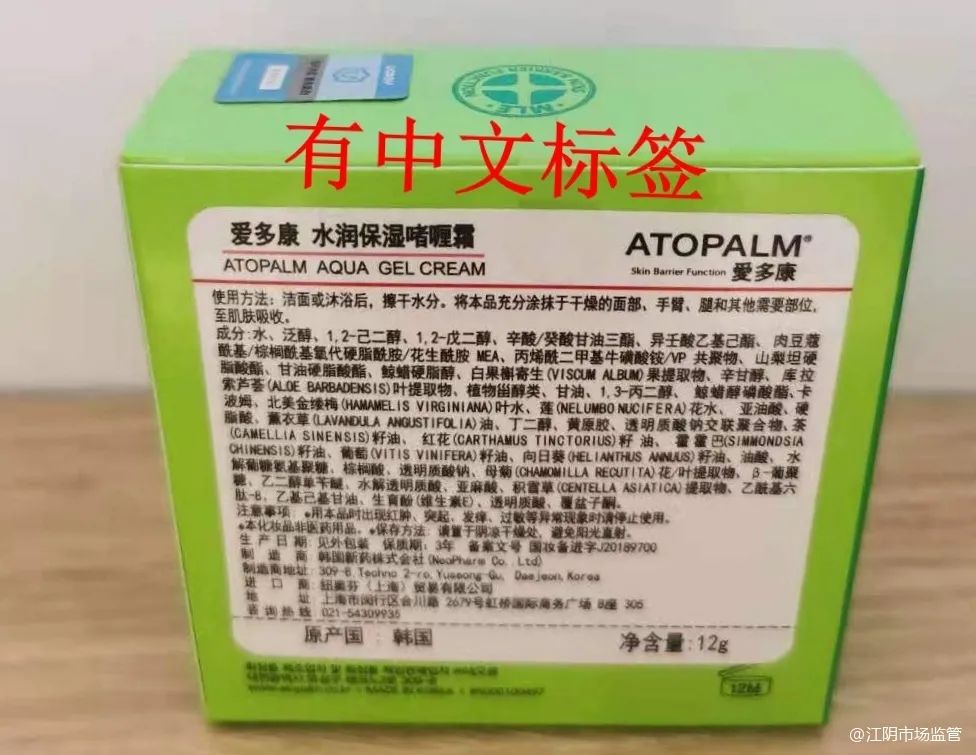 SKIN BARRIER FUNCTION
MLE
有中文标签
爱多康 水润保湿啫喱霜
ATOPALM AQUA GEL CREAM
ATOPALM®
Skin Barrier Function 爱多康
使用方法：洁面或沐浴后，擦干水分。将本品充分涂抹于干燥的面部、手臂、腿和其他需要部位，
至肌肤吸收。
成分：水、泛醇、1,2-己二醇、1,2-戊二醇、辛酸/癸酸甘油三酯、异壬酸乙基己酯、肉豆蔻
酰基/棕榈酰基氧代硬脂酰胺/花生酰胺 MEA、丙烯酰二甲基牛磺酸铵/VP 共聚物、山梨坦硬
脂酸酯、甘油硬脂酸酯、鲸蜡硬脂醇、白果槲寄生(VISCUM ALBUM)果提取物、辛甘醇、库拉
索芦荟(ALOE BARBADENSIS)叶提取物、植物甾醇类、甘油、1,3-丙二醇、鲸蜡醇磷酸酯、卡
波姆、北美金缕梅(HAMAMELIS VIRGINIANA)叶水、莲(NELUMBO NUCIFERA)花水、亚油酸、硬
脂酸、薰衣草(LAVANDULA ANGUSTIFOLIA)油、丁二醇、黄原胶、透明质酸钠交联聚合物、茶
(CAMELLIA SINENSIS)籽油、红花(CARTHAMUS TINCTORIUS)籽油、霍霍巴(SIMMONDSIA
CHINENSIS)籽油、葡萄(VITIS VINIFERA)籽油、向日葵(HELIANTHUS ANNUUS)籽油、油酸、水
解葡糖氨基聚糖、棕榈酸、透明质酸钠、母菊(CHAMOMILLA RECUTITA)花/叶提取物、β-葡聚
糖、乙二醇单苄醚、水解透明质酸、亚麻酸、积雪草(CENTELLA ASIATICA)提取物、乙酰基六
肽-8、乙基己基甘油、生育酚(维生素E)、透明质酸、覆盆子酮。
注意事项：●用本品时出现红肿、突起、发痒、过敏等异常现象时请停止使用。
●本化妆品非医药用品。●保存方法：请置于阴凉干燥处，避免阳光直射。
生产日期：见外包装 保质期：3年 备案文号 国妆备进字J20189700
制造商：韩国新药株式会社(NeoPharm Co.,Ltd)
制造商地址：309-8,Techno 2-ro,Yuseong-Gu, Daejeon,Korea
进口商：纽奥芬（上海）贸易有限公司
地址：上海市闵行区合川路 2679号虹桥国际商务广场 B座 305
咨询热线：021-54309935
原产国：韩国
净含量:12g
12M
@江阴市场监管